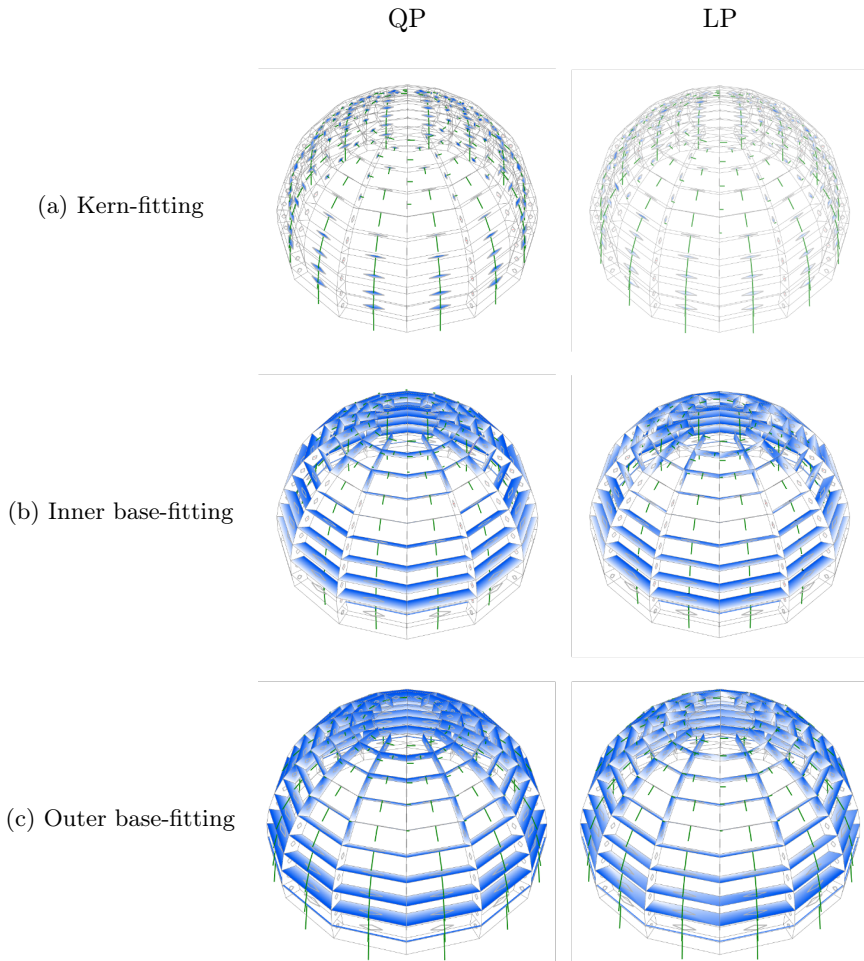 QP LP
(a) Kern-fitting
(b) Inner base-fitting
(c) Outer base-fitting